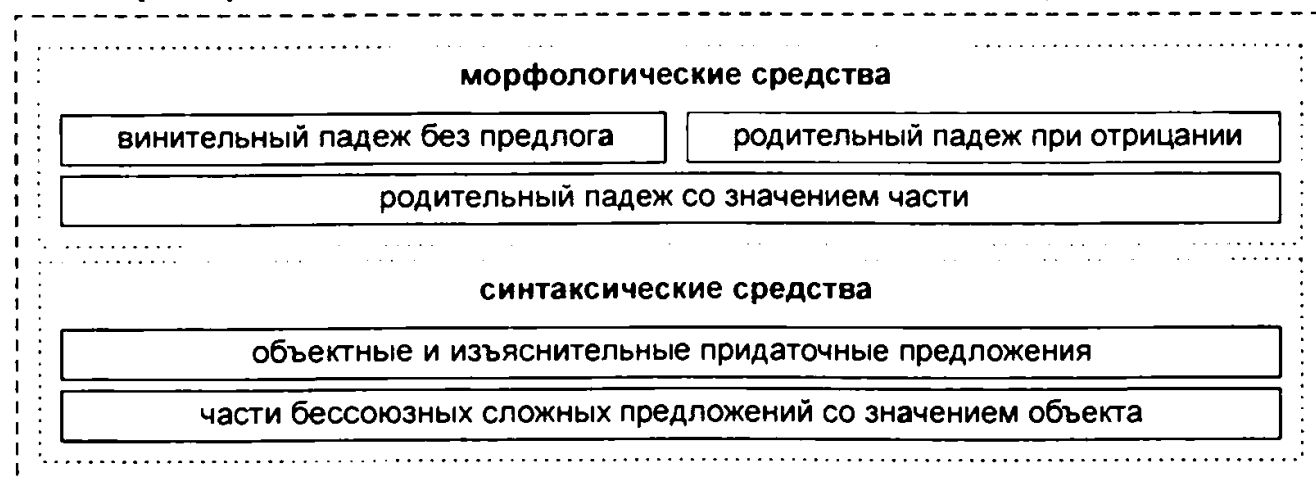 морфологические средства
винительный падеж без предлога
родительный падеж при отрицании
родительный падеж со значением части
синтаксические средства
объектные и изъяснительные придаточные предложения
части бессоюзных сложных предложений со значением объекта